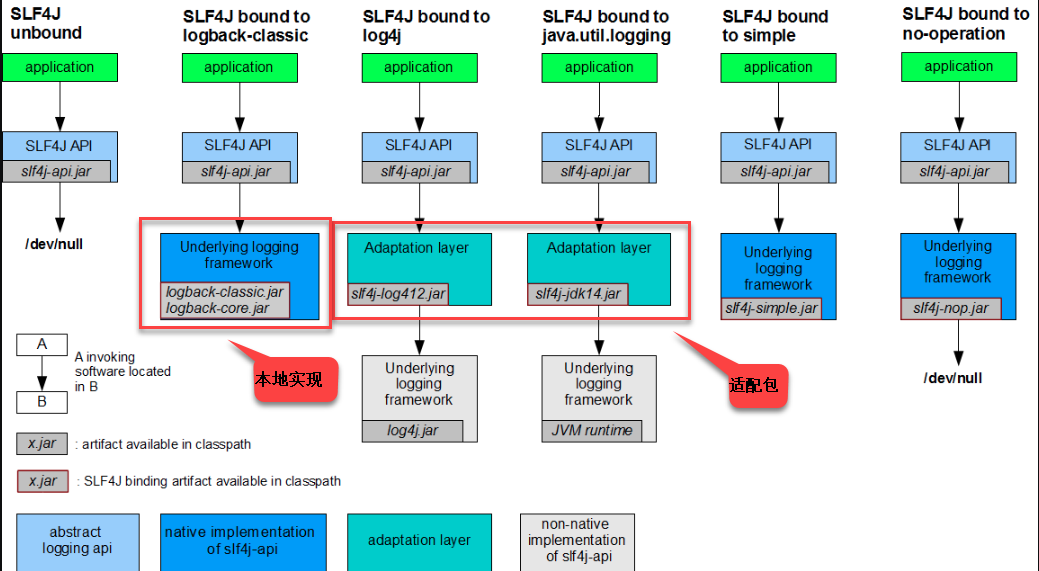 SLF4J
unbound
application
SLF4J API
slf4j-api.jar
/dev/null
SLF4J bound to
logback-classic
application
SLF4J API
slf4j-api.jar
Underlying logging
framework
logback-classic.jar
logback-core.jar
本地实现
SLF4J bound to
log4j
application
SLF4J API
slf4j-api.jar
Adaptation layer
slf4j-log412.jar
Underlying
logging
framework
log4j.jar
SLF4J bound to
java.util.logging
application
SLF4J API
slf4j-api.jar
Adaptation layer
slf4j-jdk14.jar
Underlying
logging
framework
JVM runtime
适配包
SLF4J bound
to simple
application
SLF4J API
slf4j-api.jar
Underlying
logging
framework
slf4j-simple.jar
SLF4J bound to
no-operation
application
SLF4J API
slf4j-api.jar
Underlying
logging
framework
slf4j-nop.jar
/dev/null
A
B
A invoking
software located
in B
x.jar
: artifact available in classpath
x.jar
: SLF4J binding artifact available in classpath
abstract
logging api
native implementation
of slf4j-api
adaptation layer
non-native
implementation
of slf4j-api